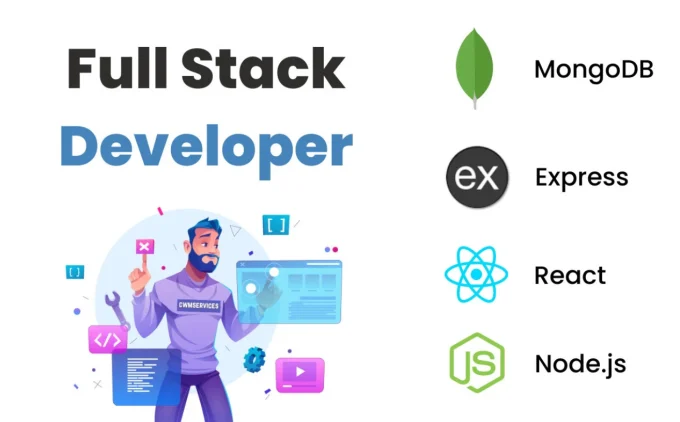 Full Stack
Developer
MongoDB
ex
Express
React
JS
Node.js
[ ]
[ ]
CWMSERVICES
</>